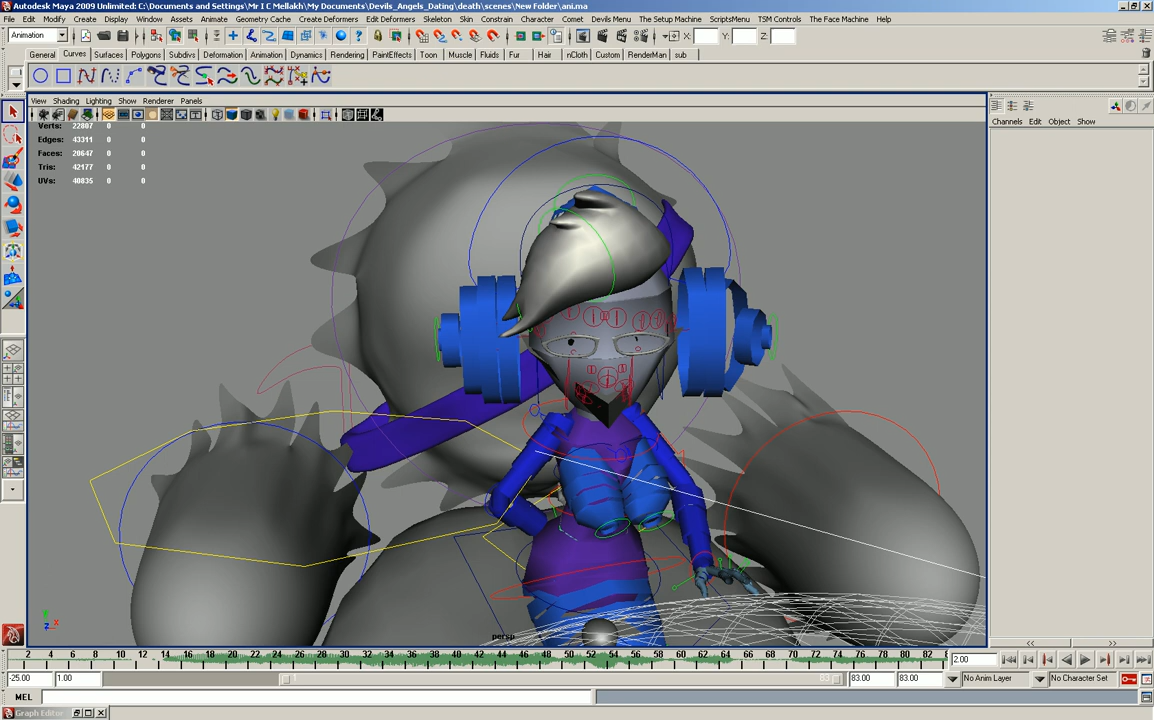 Autodesk Maya 2009 Unlimited: C:\Documents and Settings\Mr I C Mellakh\My Documents\Devils_Angels_Dating\death\scenes\New Folder\ani.ma
File Edit Modify Create Display Window Assets Animate Geometry Cache Create Deformers Edit Deformers Skeleton Skin Constrain Character Comet Devils Menu The Setup Machine ScriptsMenu TSM Controls The Face Machine Help
Animation X: Y: Z:
General Curves Surfaces Polygons Subdivs Deformation Animation Dynamics Rendering PaintEffects Toon Muscle Fluids Fur Hair nCloth Custom RenderMan sub
View Shading Lighting Show Renderer Panels
Channels Edit Object Show
Verts: 22807 0 0
Edges: 43311 0 0
Faces: 20647 0 0
Tris: 42177 0 0
UVs: 40835 0 0
persp
2 4 6 8 10 12 14 16 18 20 22 24 26 28 30 32 34 36 38 40 42 44 46 48 50 52 54 56 58 60 62 64 66 68 70 72 74 76 78 80 82 2.00
-25.00 1.00 83 83.00 83.00 No Anim Layer No Character Set
MEL
Graph Editor